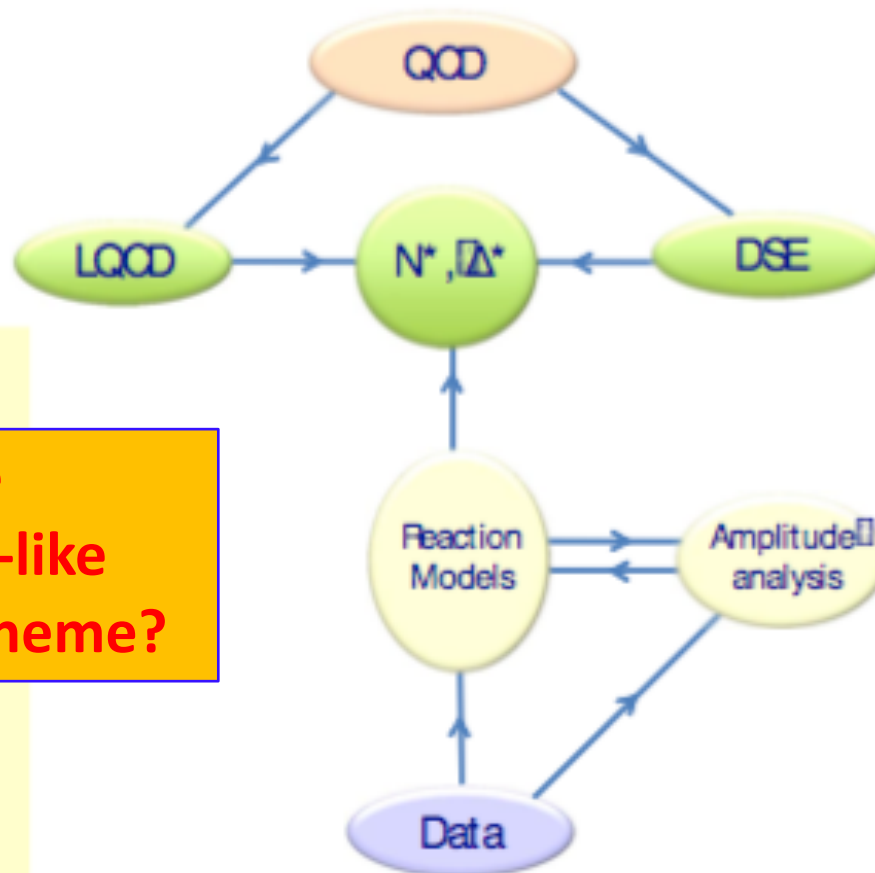 QCD
LQCD
N*, Δ*
DSE
-like
heme?
Reaction
Models
Amplitude
analysis
Data